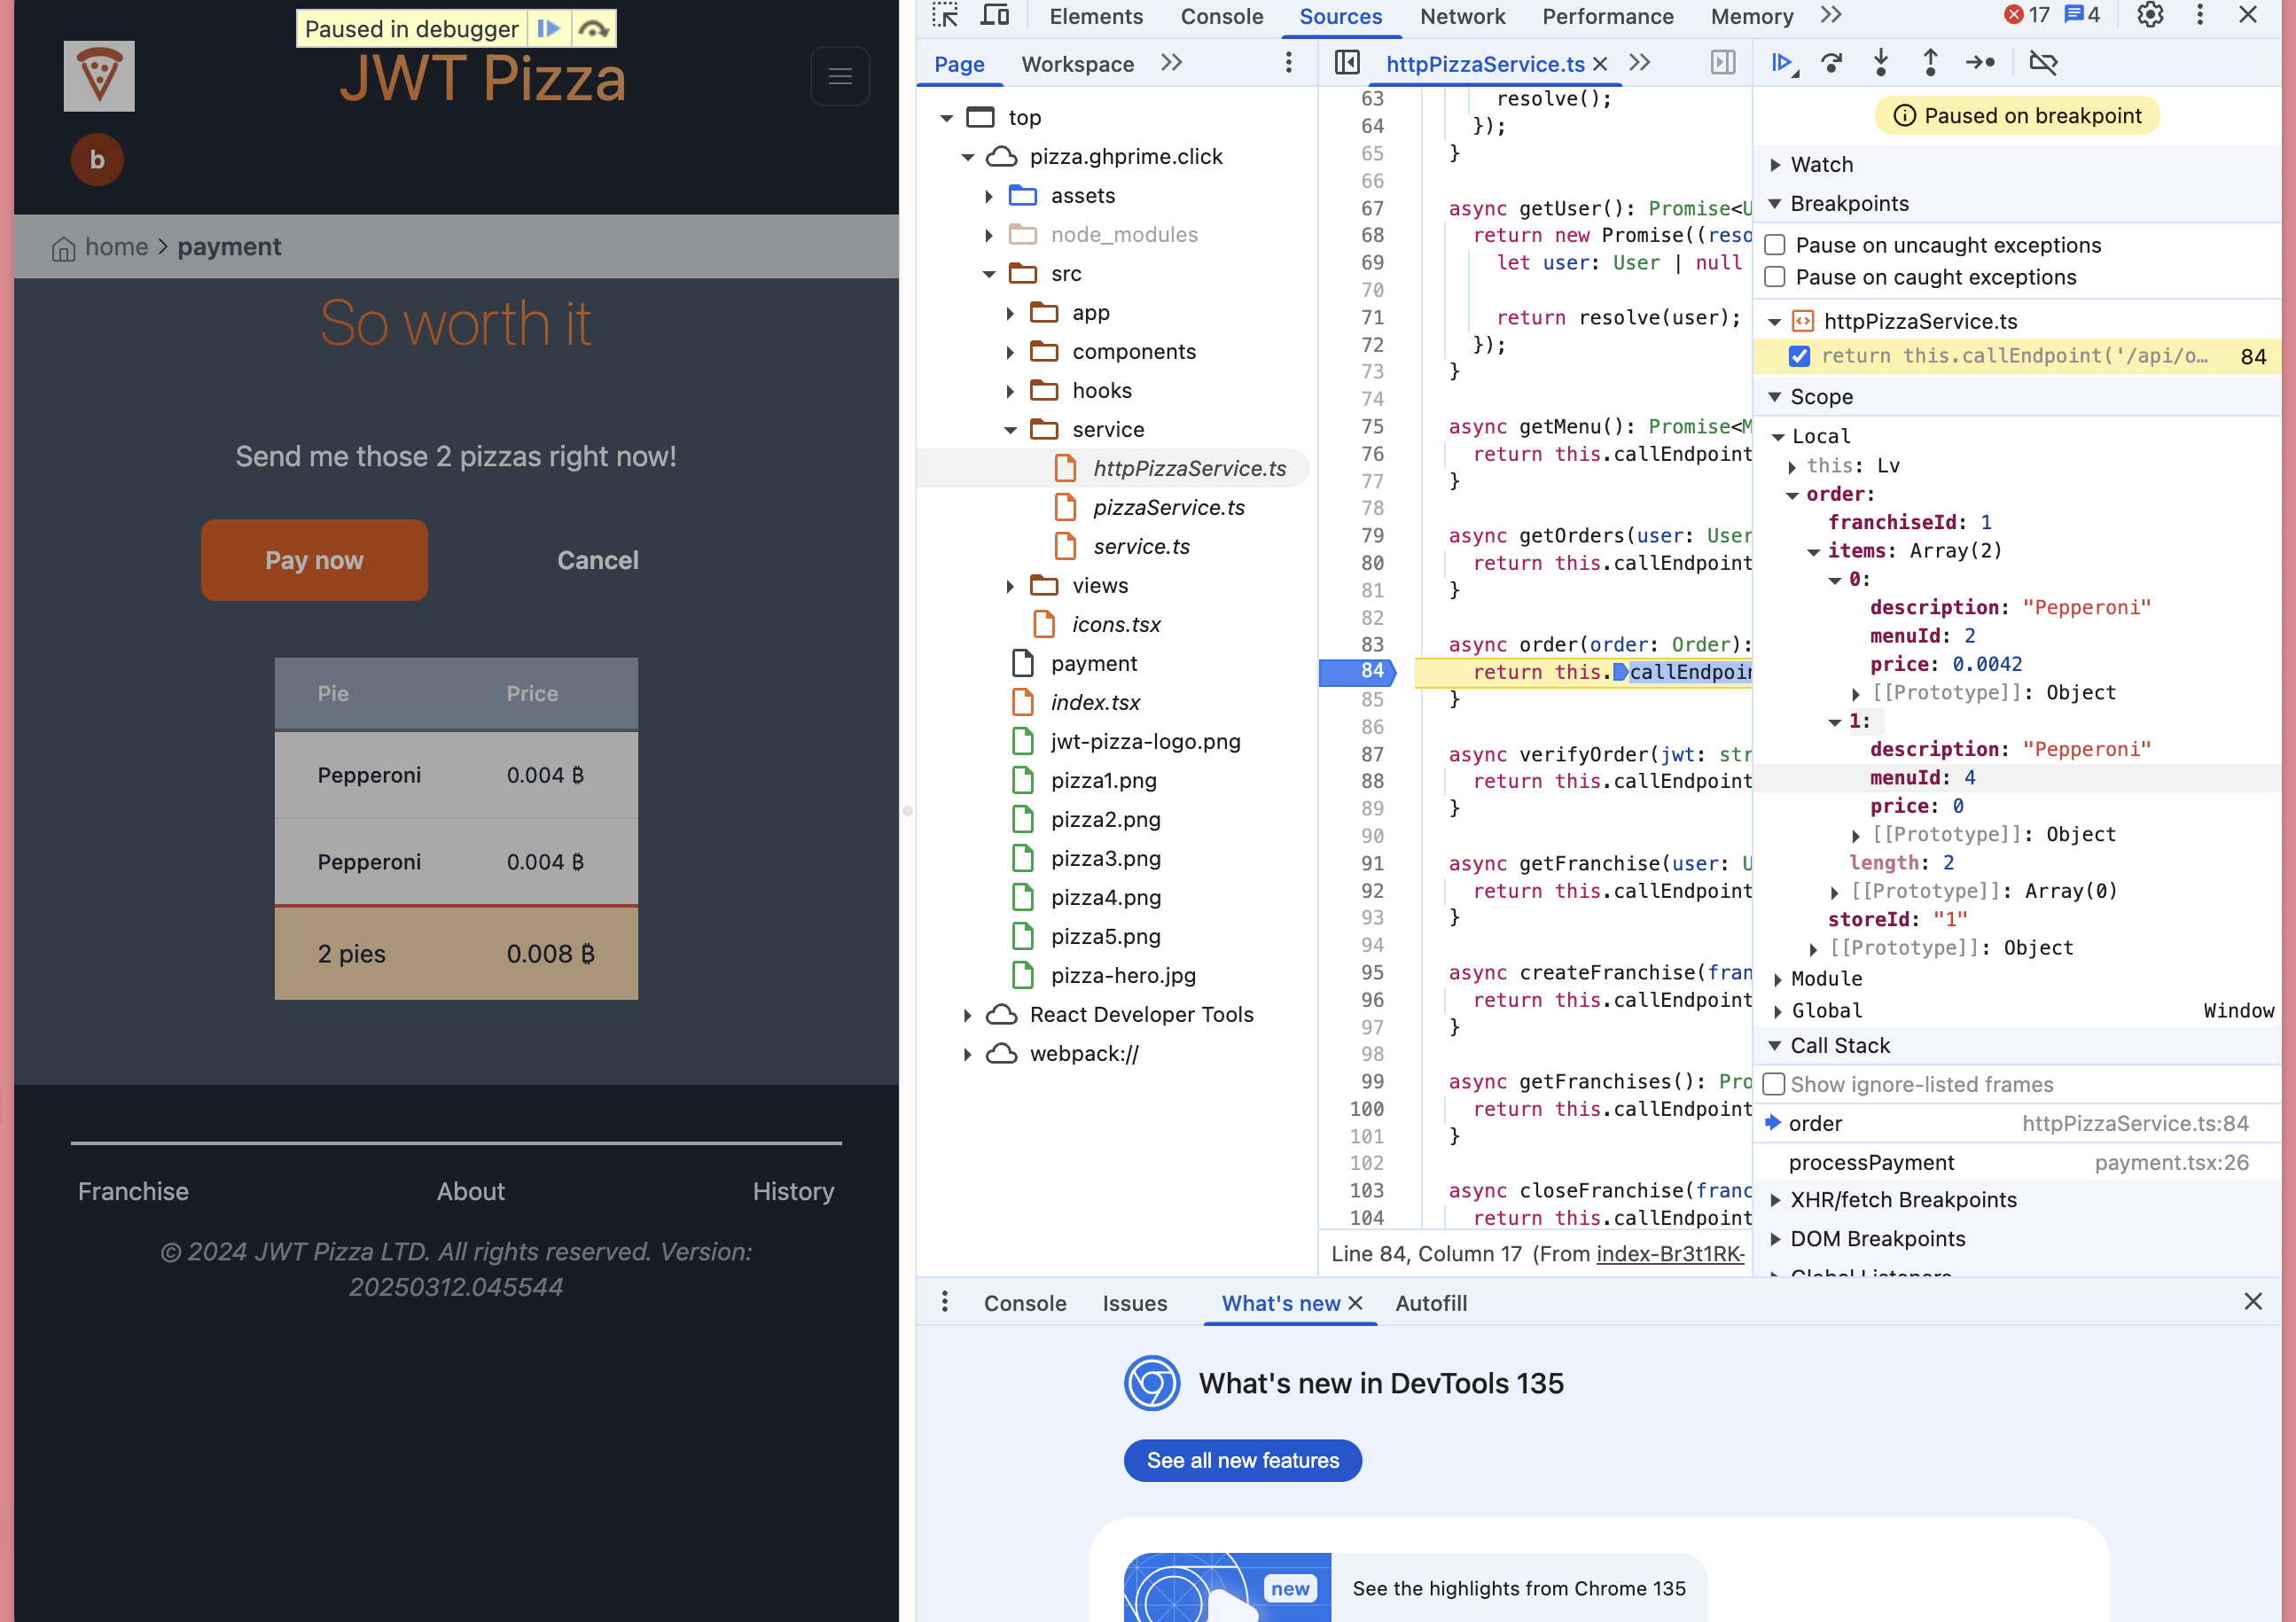 Paused in debugger
JWT Pizza
b
home > payment
So worth it
Send me those 2 pizzas right now!
Pay now
Cancel
Pie Price
Pepperoni 0.004 ₿
Pepperoni 0.004 ₿
2 pies 0.008 ₿
Franchise About History
© 2024 JWT Pizza LTD. All rights reserved. Version:
20250312.045544
Elements Console Sources Network Performance Memory 17 4
Page Workspace
top
pizza.ghprime.click
assets
node_modules
src
app
components
hooks
service
httpPizzaService.ts
pizzaService.ts
service.ts
views
icons.tsx
payment
index.tsx
jwt-pizza-logo.png
pizza1.png
pizza2.png
pizza3.png
pizza4.png
pizza5.png
pizza-hero.jpg
React Developer Tools
webpack://
httpPizzaService.ts
63 resolve();
64 });
65 }
66
67 async getUser(): Promise<U
68 return new Promise((reso
69 let user: User | null
70
71 return resolve(user);
72 });
73 }
74
75 async getMenu(): Promise<M
76 return this.callEndpoint
77 }
78
79 async getOrders(user: User
80 return this.callEndpoint
81 }
82
83 async order(order: Order):
84 return this.callEndpoin
85 }
86
87 async verifyOrder(jwt: str
88 return this.callEndpoint
89 }
90
91 async getFranchise(user: U
92 return this.callEndpoint
93 }
94
95 async createFranchise(fran
96 return this.callEndpoint
97 }
98
99 async getFranchises(): Pro
100 return this.callEndpoint
101 }
102
103 async closeFranchise(franc
104 return this.callEndpoint
Line 84, Column 17 (From index-Br3t1RK-
Paused on breakpoint
Watch
Breakpoints
Pause on uncaught exceptions
Pause on caught exceptions
httpPizzaService.ts
return this.callEndpoint('/api/o… 84
Scope
Local
this: Lv
order:
franchiseId: 1
items: Array(2)
0:
description: "Pepperoni"
menuId: 2
price: 0.0042
[[Prototype]]: Object
1:
description: "Pepperoni"
menuId: 4
price: 0
[[Prototype]]: Object
length: 2
[[Prototype]]: Array(0)
storeId: "1"
[[Prototype]]: Object
Module
Global Window
Call Stack
Show ignore-listed frames
order httpPizzaService.ts:84
processPayment payment.tsx:26
XHR/fetch Breakpoints
DOM Breakpoints
Global Listeners
Console Issues What's new Autofill
What's new in DevTools 135
See all new features
new
See the highlights from Chrome 135